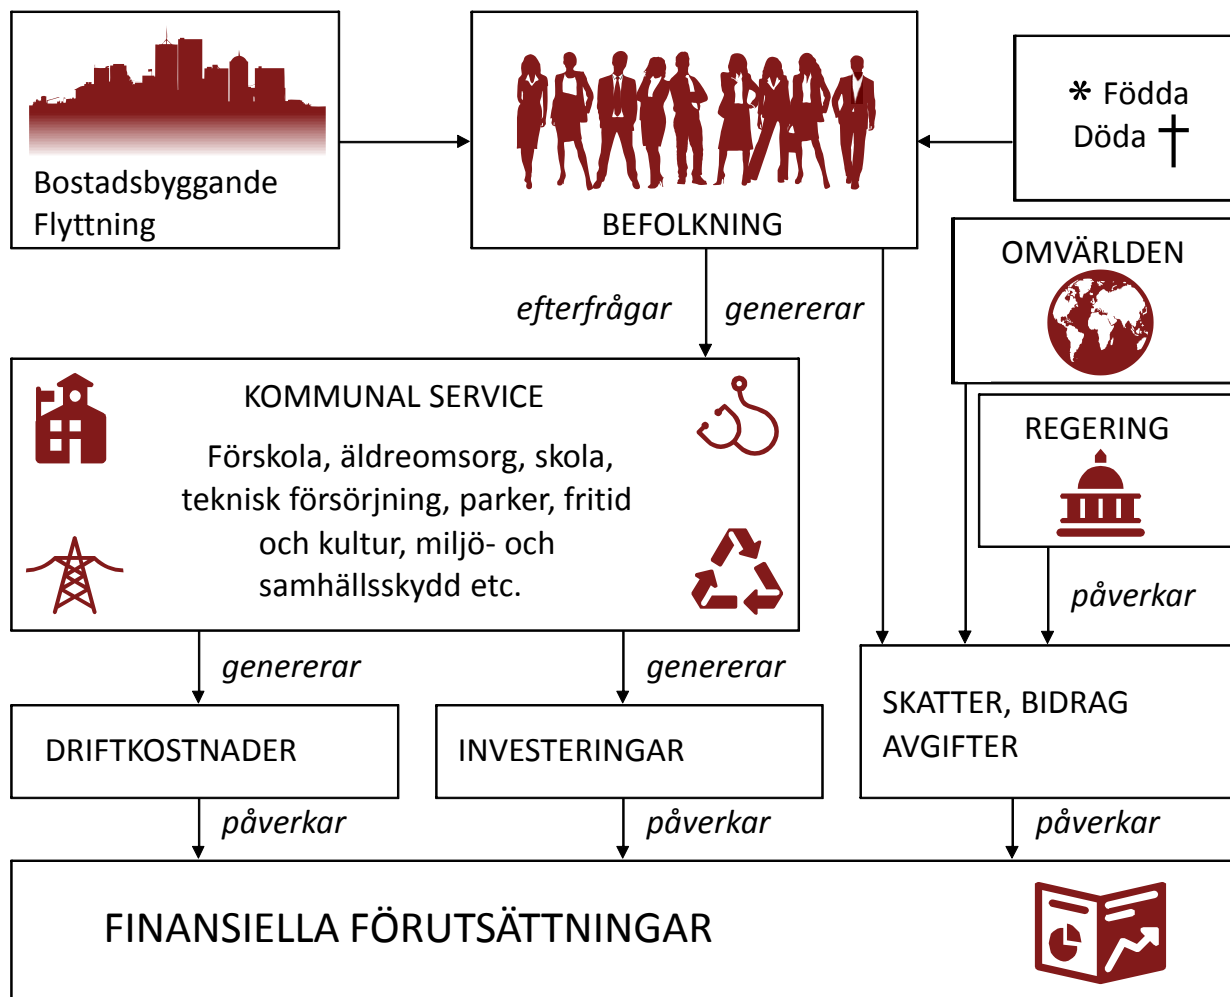 Bostadsbyggande
Flyttning
BEFOLKNING
* Födda
Döda †
OMVÄRLDEN
efterfrågar
genererar
KOMMUNAL SERVICE
Förskola, äldreomsorg, skola,
teknisk försörjning, parker, fritid
och kultur, miljö- och
samhällsskydd etc.
REGERING
påverkar
genererar
genererar
DRIFTKOSTNADER
INVESTERINGAR
SKATTER, BIDRAG
AVGIFTER
påverkar
påverkar
påverkar
FINANSIELLA FÖRUTSÄTTNINGAR